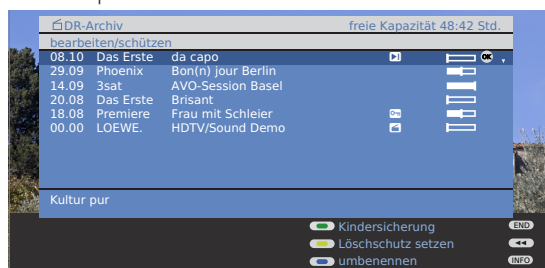 DR-Archiv freie Kapazität 48:42 Std.
bearbeiten/schützen
08.10 Das Erste da capo OK
29.09 Phoenix Bon(n) jour Berlin
14.09 3sat AVO-Session Basel
20.08 Das Erste Brisant
18.08 Premiere Frau mit Schleier
00.00 LOEWE. HDTV/Sound Demo
Kultur pur
Kindersicherung END
Löschschutz setzen
umbenennen INFO